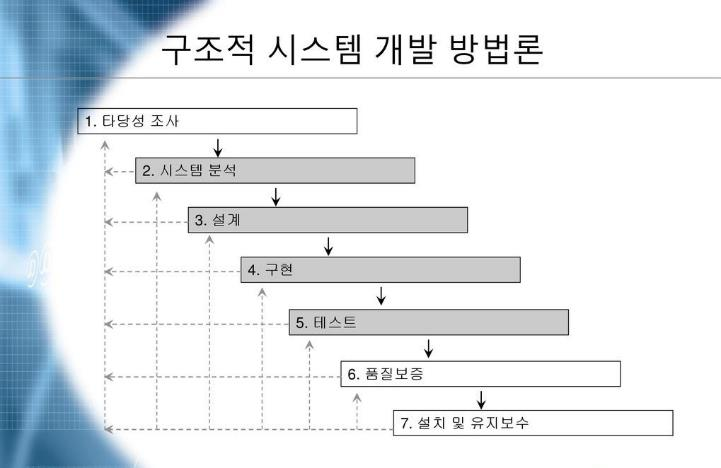 구조적 시스템 개발 방법론
1. 타당성 조사
2. 시스템 분석
3. 설계
4. 구현
5. 테스트
6. 품질보증
7. 설치 및 유지보수